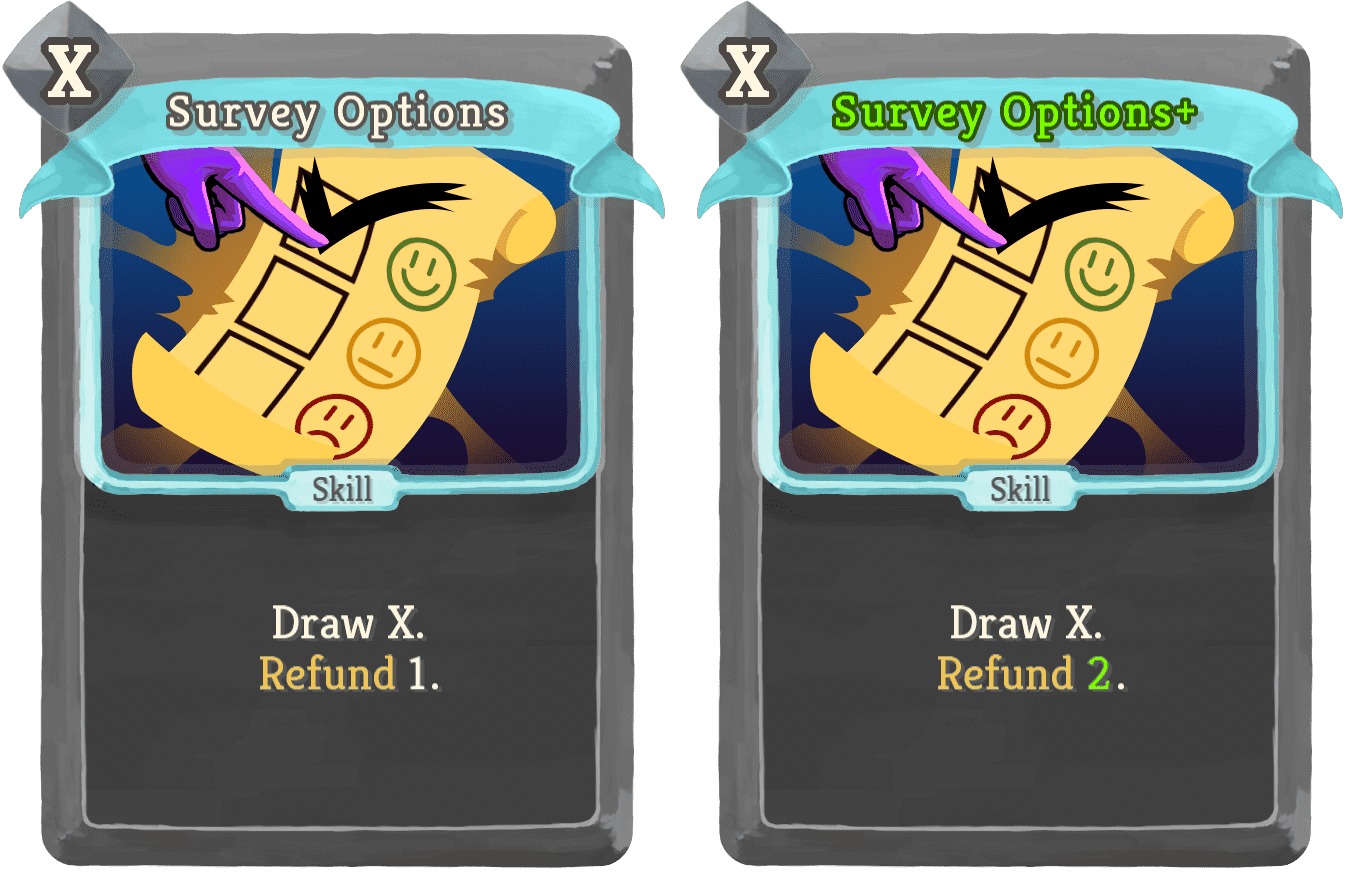 X
Survey Options
Skill
Draw X.
Refund 1.
X
Survey Options+
Skill
Draw X.
Refund 2.